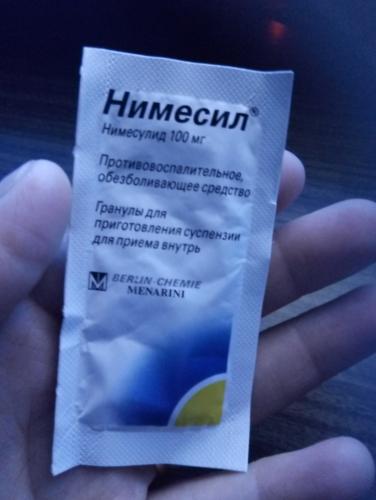 Нимесил®
Нимесулид 100 мг
Противовоспалительное,
обезболивающее средство
Гранулы для
приготовления суспензии
для приема внутрь
BERLIN-CHEMIE
MENARINI